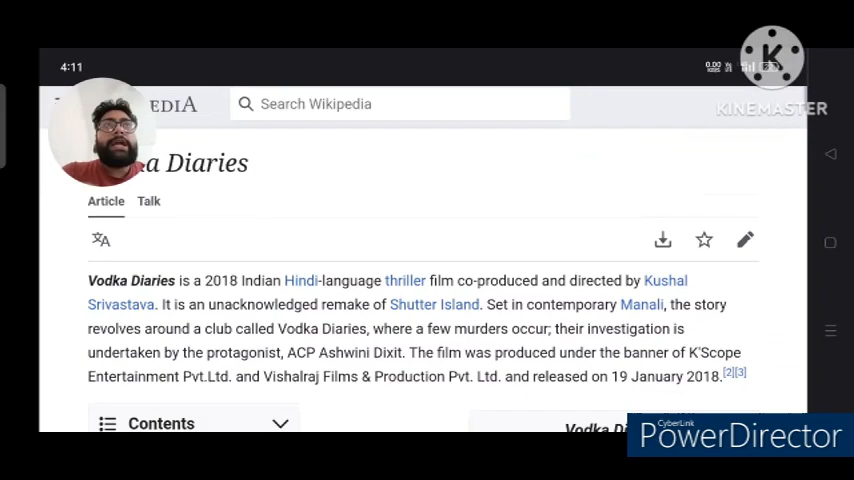 4:11
KINEMASTER
EDIA
Search Wikipedia
a Diaries
Article Talk
Vodka Diaries is a 2018 Indian Hindi-language thriller film co-produced and directed by Kushal
Srivastava. It is an unacknowledged remake of Shutter Island. Set in contemporary Manali, the story
revolves around a club called Vodka Diaries, where a few murders occur; their investigation is
undertaken by the protagonist, ACP Ashwini Dixit. The film was produced under the banner of K'Scope
Entertainment Pvt.Ltd. and Vishalraj Films & Production Pvt. Ltd. and released on 19 January 2018.[2][3]
Contents
Vodka Di
CyberLink
PowerDirector